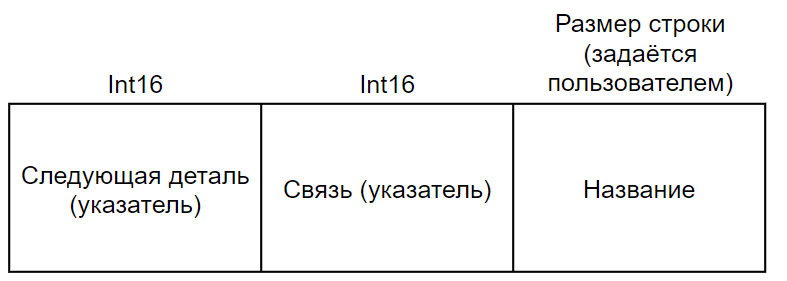 Int16
Int16
Размер строки
(задаётся
пользователем)
Следующая деталь
(указатель)
Связь (указатель)
Название